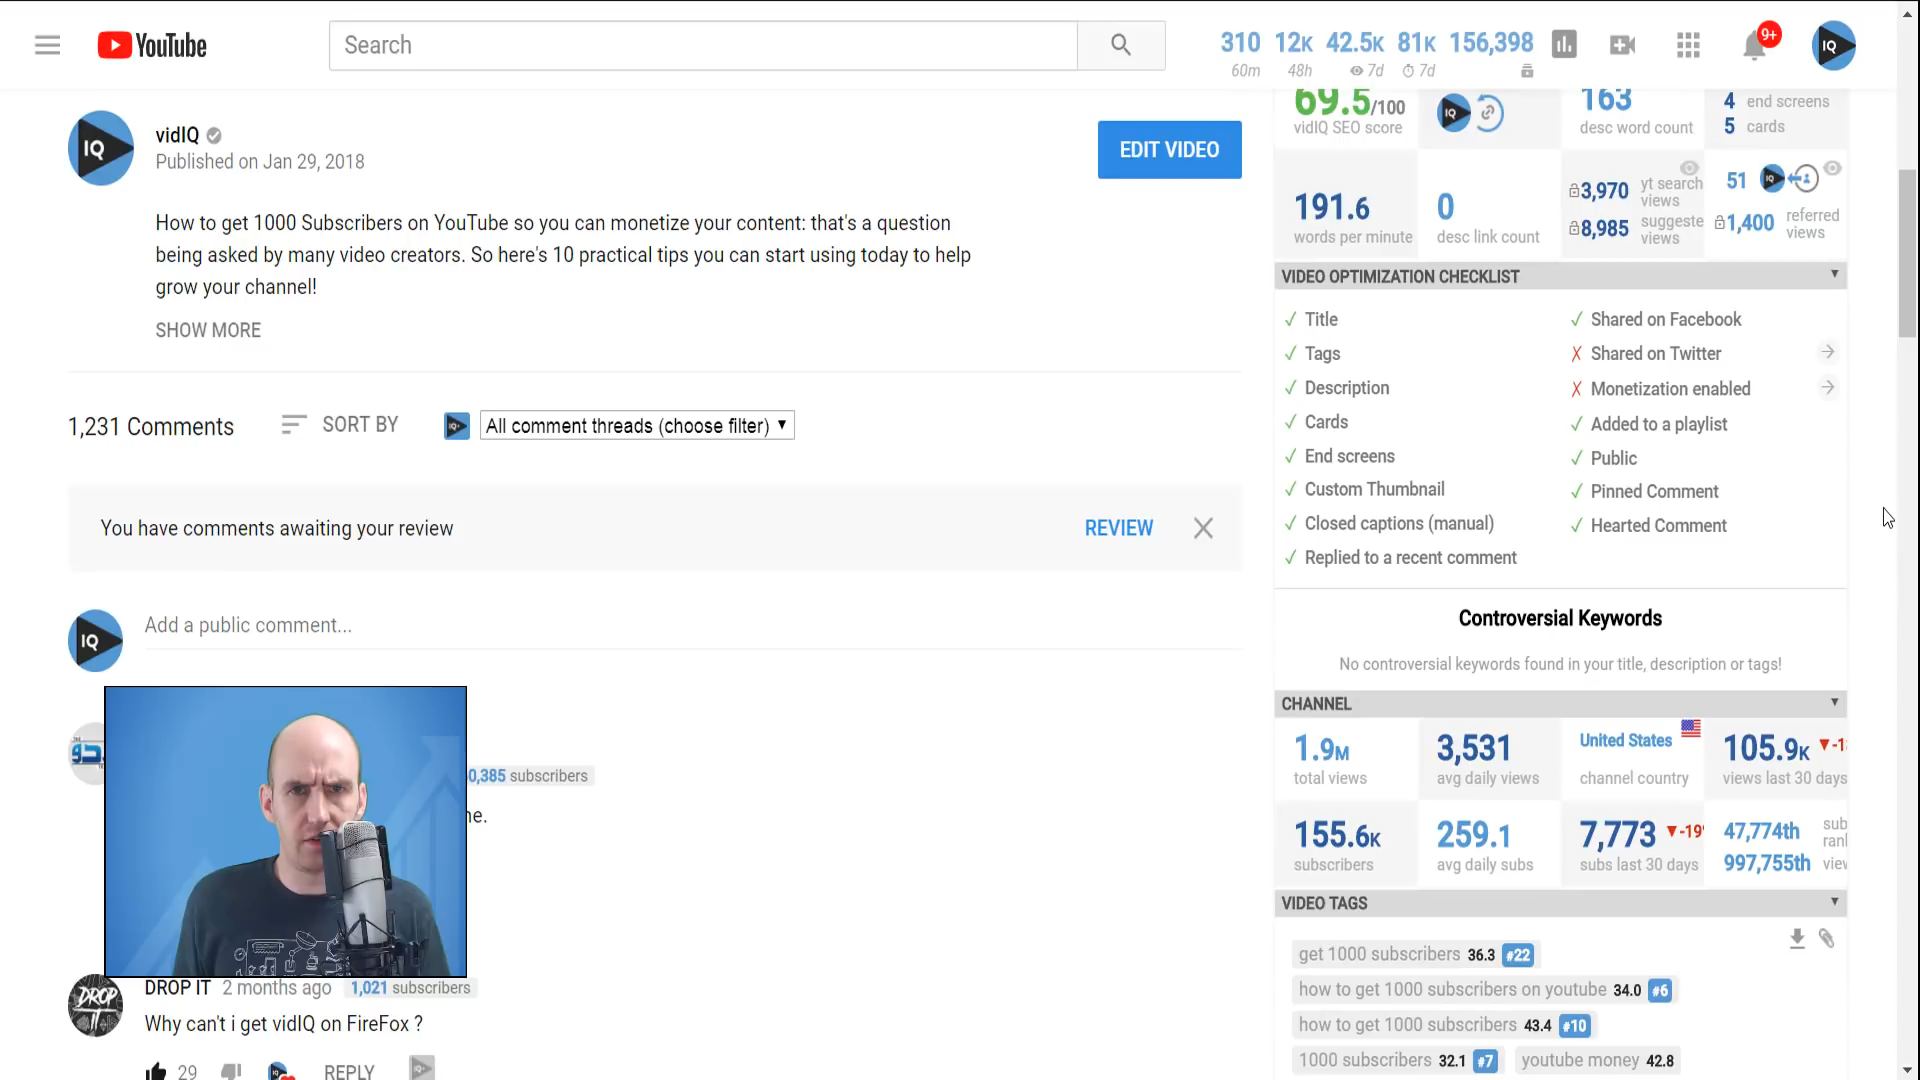 YouTube
Search
310 12K 42.5K 81K 156,398
60m 48h 7d 7d
9+
IQ
vidIQ
Published on Jan 29, 2018
EDIT VIDEO
How to get 1000 Subscribers on YouTube so you can monetize your content: that's a question
being asked by many video creators. So here's 10 practical tips you can start using today to help
grow your channel!
SHOW MORE
1,231 Comments
SORT BY
All comment threads (choose filter)
You have comments awaiting your review
REVIEW
IQ
Add a public comment...
0,385 subscribers
ne.
DROP IT 2 months ago 1,021 subscribers
Why can't i get vidIQ on FireFox ?
29
REPLY
69.5/100
vidIQ SEO score
163
desc word count
4 end screens
5 cards
191.6
words per minute
0
desc link count
3,970 yt search
views
8,985 suggeste
views
51
1,400 referred
views
VIDEO OPTIMIZATION CHECKLIST
Title
Tags
Description
Cards
End screens
Custom Thumbnail
Closed captions (manual)
Replied to a recent comment
Shared on Facebook
Shared on Twitter
Monetization enabled
Added to a playlist
Public
Pinned Comment
Hearted Comment
Controversial Keywords
No controversial keywords found in your title, description or tags!
CHANNEL
1.9M
total views
3,531
avg daily views
United States
channel country
105.9K
views last 30 days
155.6K
subscribers
259.1
avg daily subs
7,773 -19
subs last 30 days
47,774th sub
ran
997,755th view
VIDEO TAGS
get 1000 subscribers 36.3 #22
how to get 1000 subscribers on youtube 34.0 #6
how to get 1000 subscribers 43.4 #10
1000 subscribers 32.1 #7 youtube money 42.8